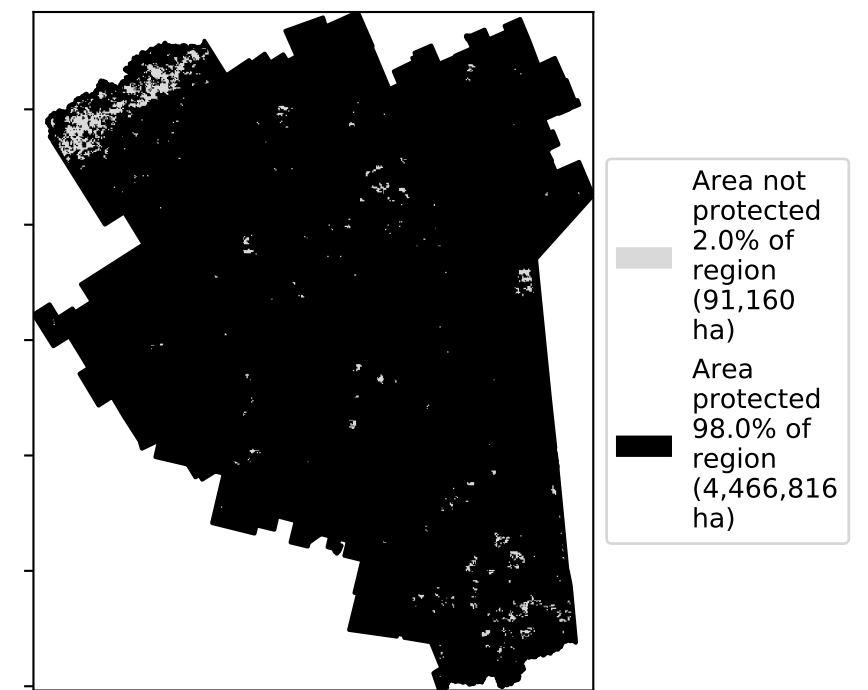 Area not
protected
2.0% of
region
(91,160
ha)
Area
protected
98.0% of
region
(4,466,816
ha)